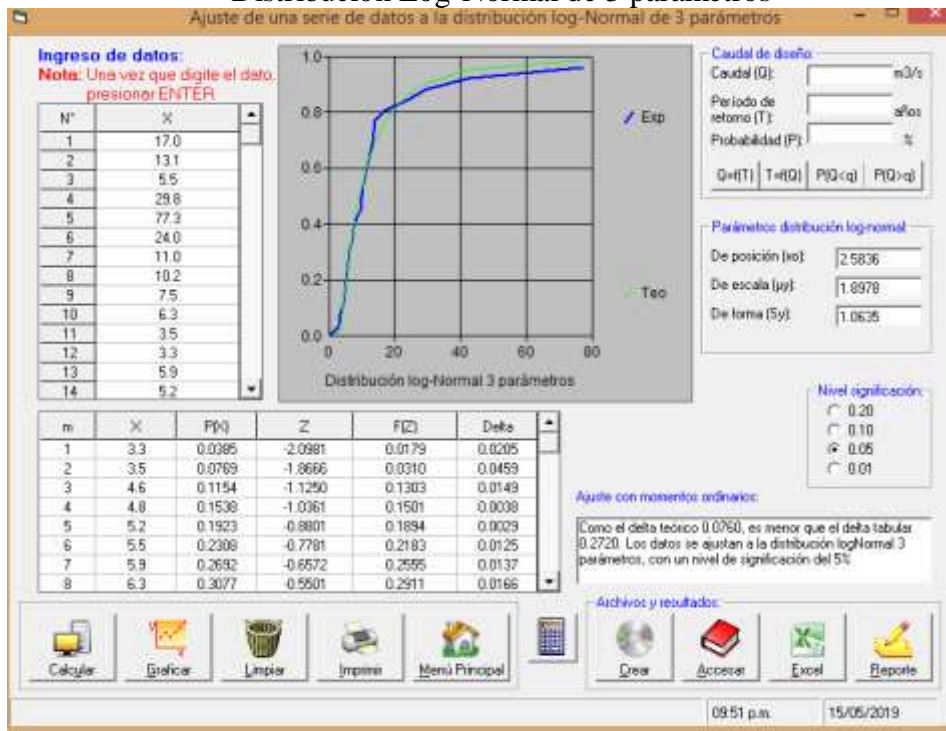 Distribución Log-Normal de 3 parámetros
Ajuste de una serie de datos a la distribución log-Normal de 3 parámetros
Ingreso de datos:
Nota: Una vez que digite el dato,
presionar ENTER
N° X
1 17.0
2 13.1
3 5.5
4 29.8
5 77.3
6 24.0
7 11.0
8 10.2
9 7.5
10 6.3
11 3.5
12 3.3
13 5.9
14 5.2
1.0
0.8
0.6
0.4
0.2
0.0
0 20 40 60 80
Distribución log-Normal 3 parámetros
Exp
Teo
Caudal de diseño:
Caudal (Q): m3/s
Período de
retorno (T): años
Probabilidad (P): %
Q=f(T) T=f(Q) P(Q<q) P(Q>q)
Parámetros distribución log-normal
De posición (xo): 2.5836
De escala (µy): 1.8978
De forma (Sy): 1.0635
Nivel significación:
0.20
0.10
0.05
0.01
m X P(X) Z F(Z) Delta
1 3.3 0.0385 -2.0981 0.0179 0.0205
2 3.5 0.0769 -1.8666 0.0310 0.0459
3 4.6 0.1154 -1.1250 0.1303 0.0149
4 4.8 0.1538 -1.0361 0.1501 0.0038
5 5.2 0.1923 -0.8801 0.1894 0.0029
6 5.5 0.2308 -0.7781 0.2183 0.0125
7 5.9 0.2692 -0.6572 0.2555 0.0137
8 6.3 0.3077 -0.5501 0.2911 0.0166
Ajuste con momentos ordinarios:
Como el delta teórico 0.0760, es menor que el delta tabular
0.2720. Los datos se ajustan a la distribución logNormal 3
parámetros, con un nivel de significación del 5%
Archivos y resultados:
Calcular Graficar Limpiar Imprimir Menú Principal Crear Accesar Excel Reporte
09:51 p.m. 15/05/2019